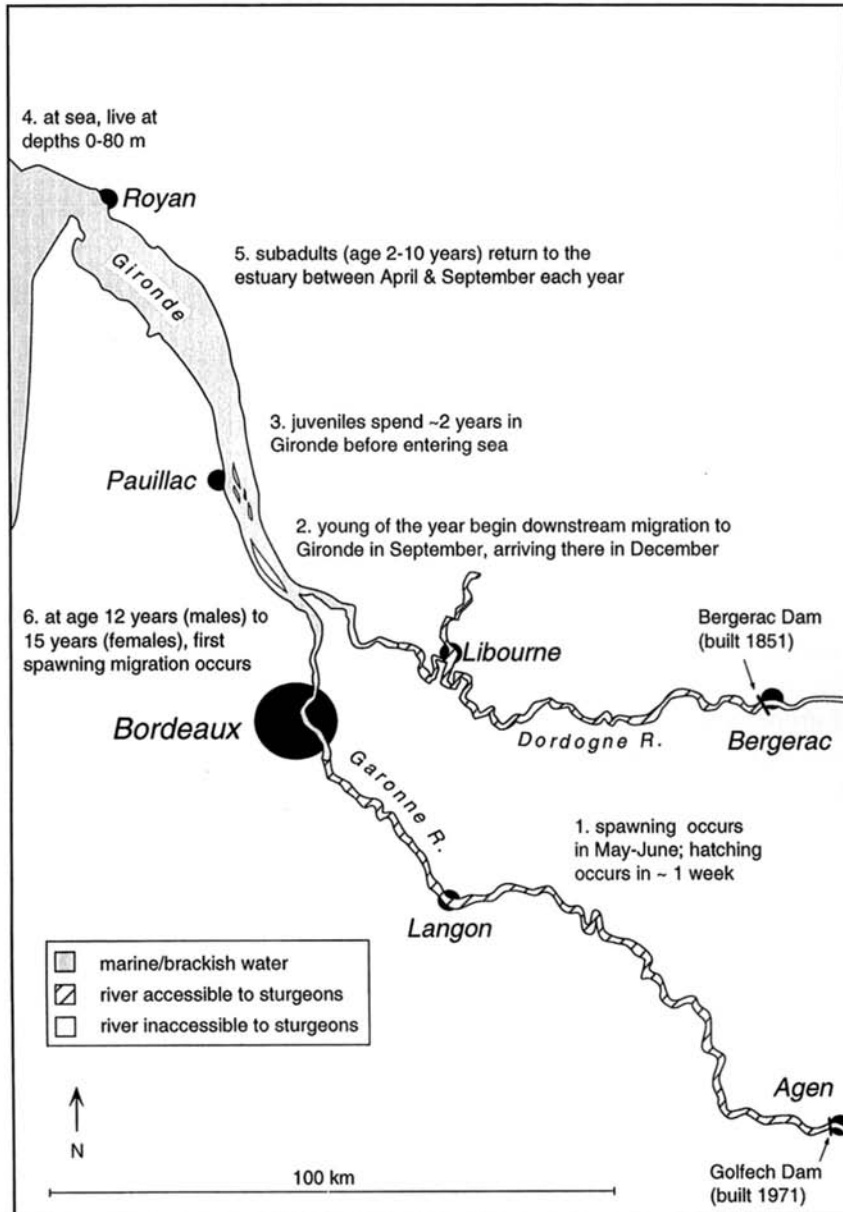 4. at sea, live at
depths 0-80 m
Royan
Gironde
5. subadults (age 2-10 years) return to the
estuary between April & September each year
3. juveniles spend ~2 years in
Gironde before entering sea
Pauillac
2. young of the year begin downstream migration to
Gironde in September, arriving there in December
6. at age 12 years (males) to
15 years (females), first
spawning migration occurs
Bergerac Dam
(built 1851)
Libourne
Bordeaux
Dordogne R.
Bergerac
Garonne R.
1. spawning occurs
in May-June; hatching
occurs in ~ 1 week
Langon
marine/brackish water
river accessible to sturgeons
river inaccessible to sturgeons
Agen
N
100 km
Golfech Dam
(built 1971)